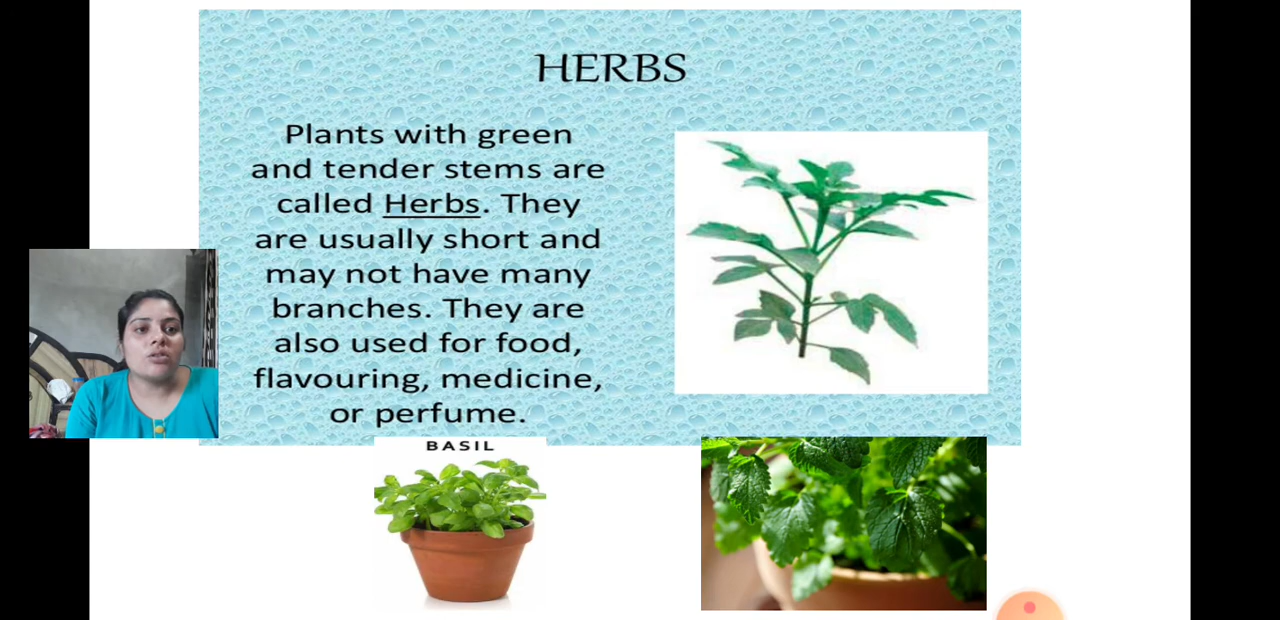 HERBS
Plants with green
and tender stems are
called Herbs. They
are usually short and
may not have many
branches. They are
also used for food,
flavouring, medicine,
or perfume.
BASIL